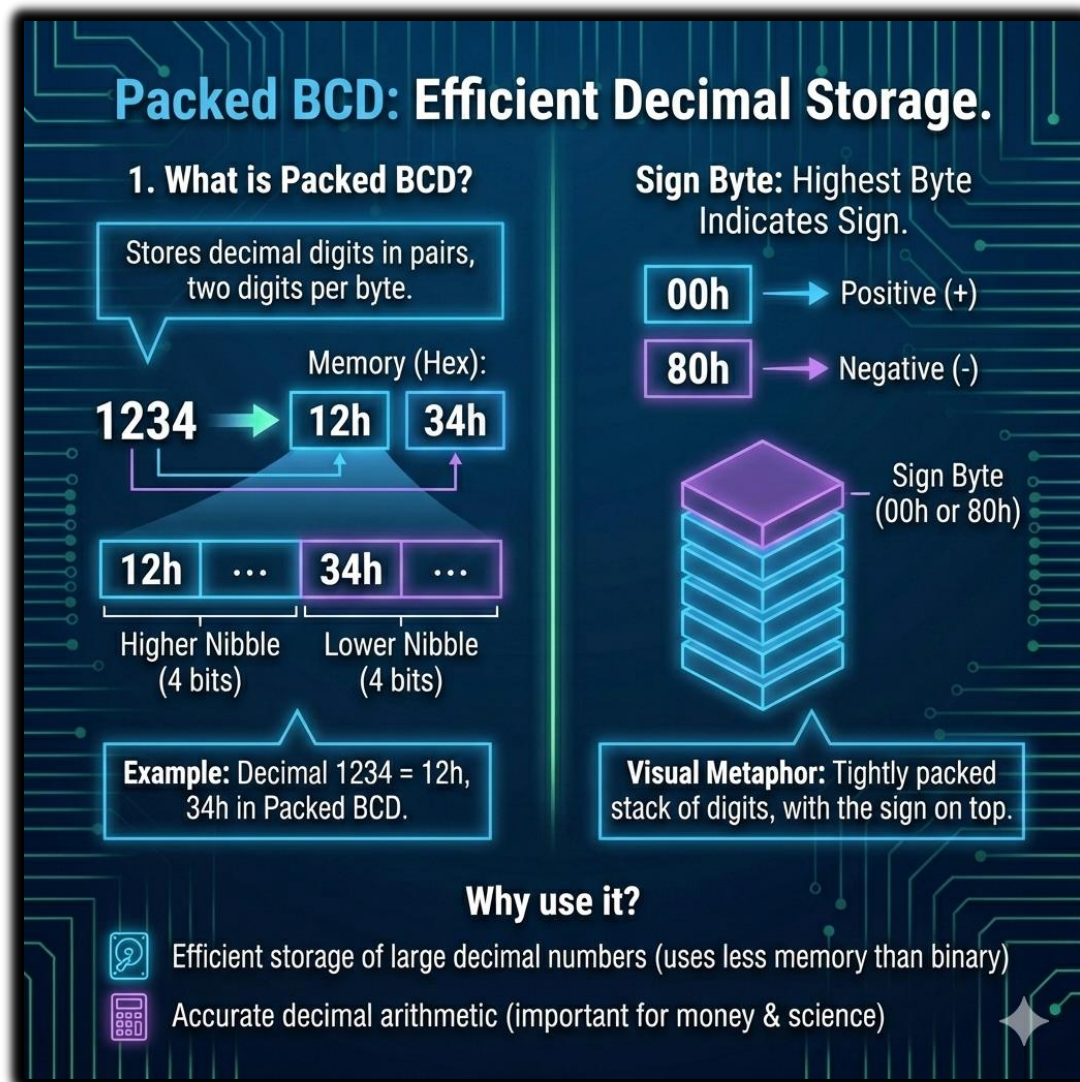 Packed BCD: Efficient Decimal Storage.
1. What is Packed BCD?
Stores decimal digits in pairs,
two digits per byte.
Memory (Hex):
1234
12h
34h
12h
...
34h
...
Higher Nibble
(4 bits)
Lower Nibble
(4 bits)
Example: Decimal 1234 = 12h,
34h in Packed BCD.
Sign Byte: Highest Byte
Indicates Sign.
00h
Positive (+)
80h
Negative (-)
Sign Byte
(00h or 80h)
Visual Metaphor: Tightly packed
stack of digits, with the sign on top.
Why use it?
Efficient storage of large decimal numbers (uses less memory than binary)
Accurate decimal arithmetic (important for money & science)